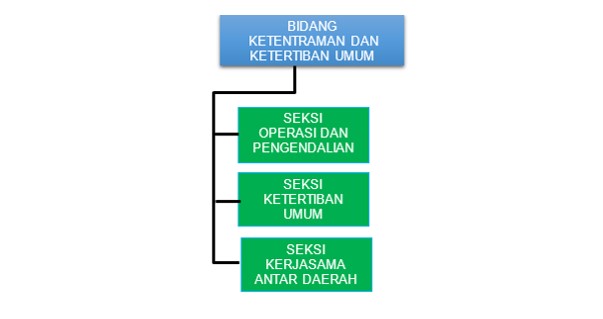 BIDANG
KETENTRAMAN DAN
KETERTIBAN UMUM
SEKSI
OPERASI DAN
PENGENDALIAN
SEKSI
KETERTIBAN
UMUM
SEKSI
KERJASAMA
ANTAR DAERAH